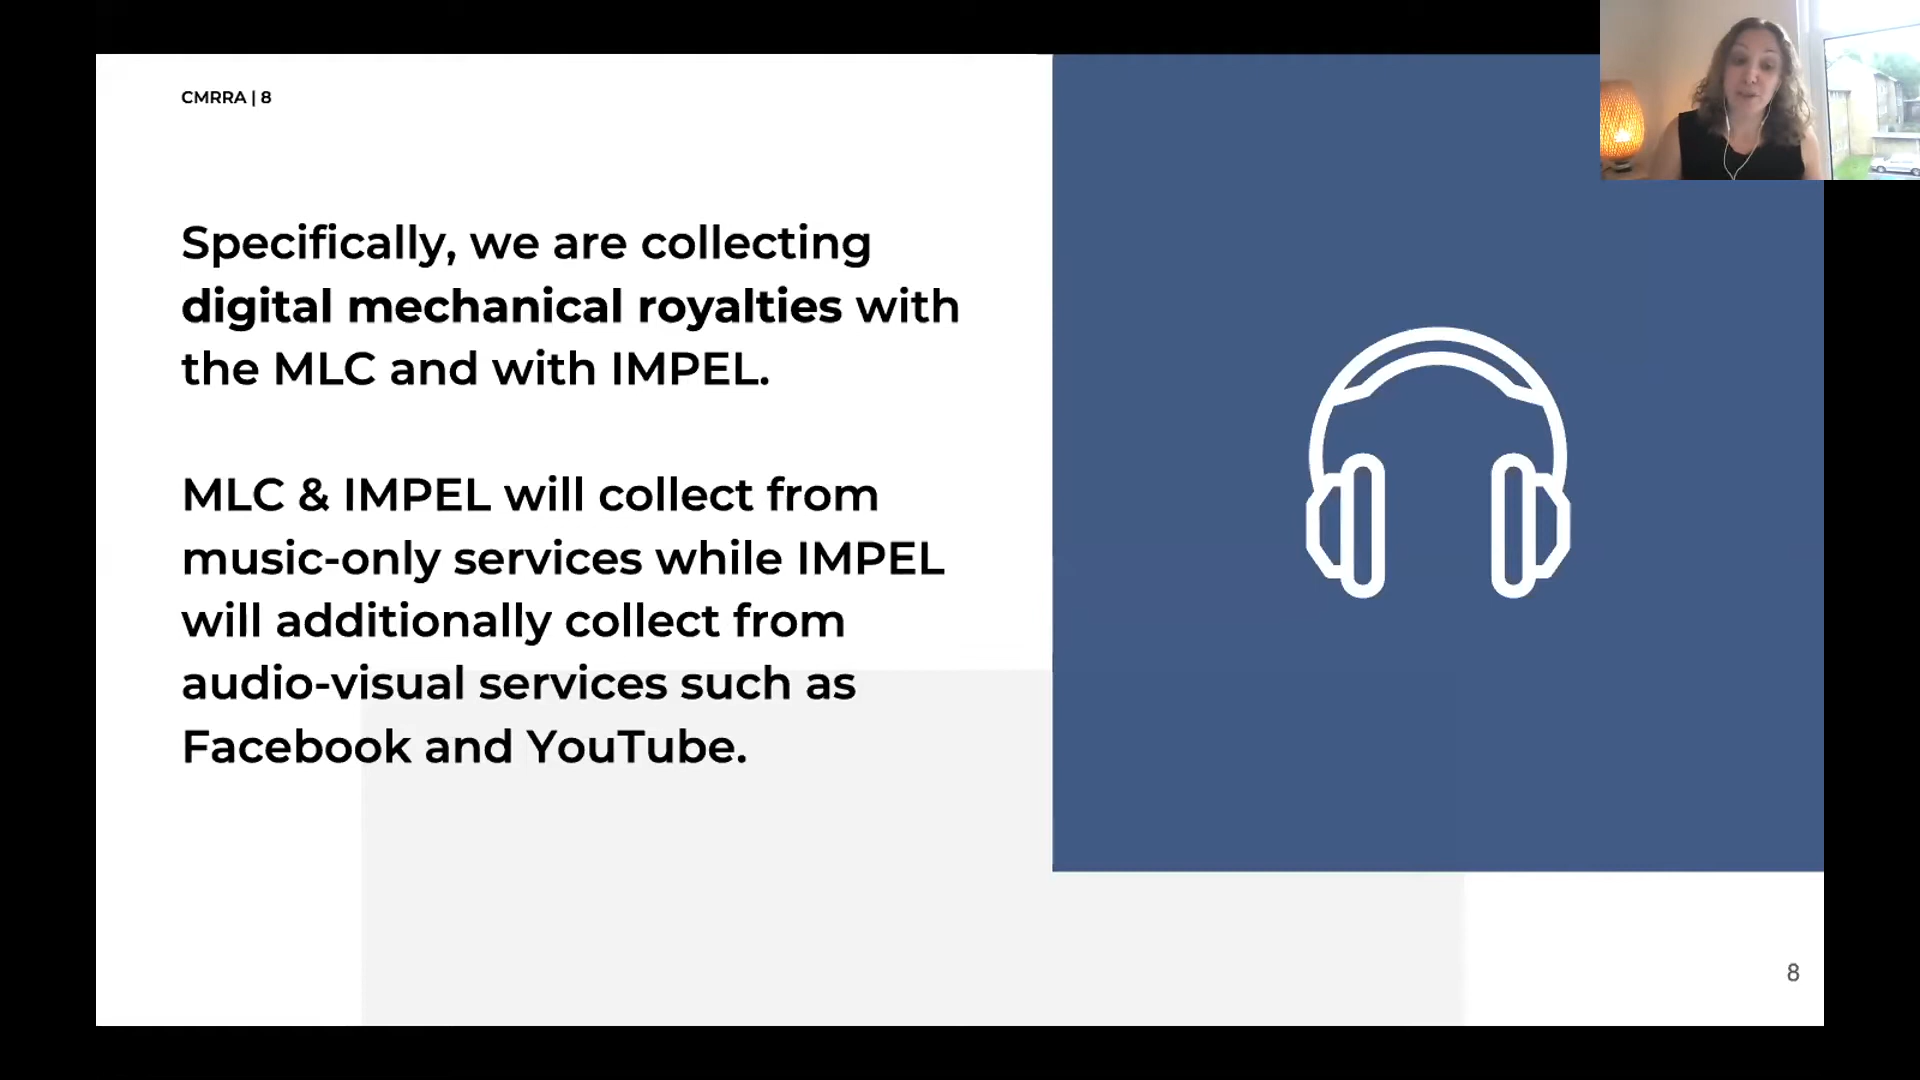 CMRRA | 8
Specifically, we are collecting
digital mechanical royalties with
the MLC and with IMPEL.
MLC & IMPEL will collect from
music-only services while IMPEL
will additionally collect from
audio-visual services such as
Facebook and YouTube.
8